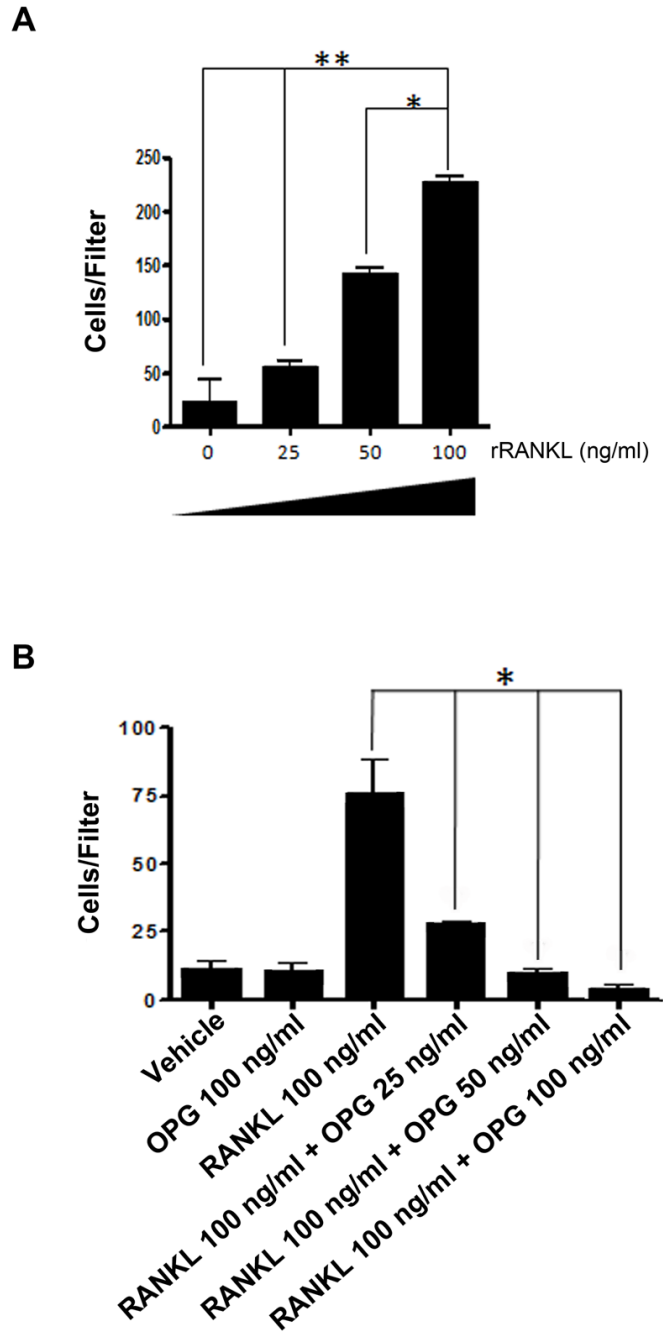 A
**
*
250
200
150
100
50
0
Cells/Filter
0 25 50 100 rRANKL (ng/ml)
B
*
100
75
50
25
0
Cells/Filter
Vehicle
OPG 100 ng/ml
RANKL 100 ng/ml
RANKL 100 ng/ml + OPG 25 ng/ml
RANKL 100 ng/ml + OPG 50 ng/ml
RANKL 100 ng/ml + OPG 100 ng/ml